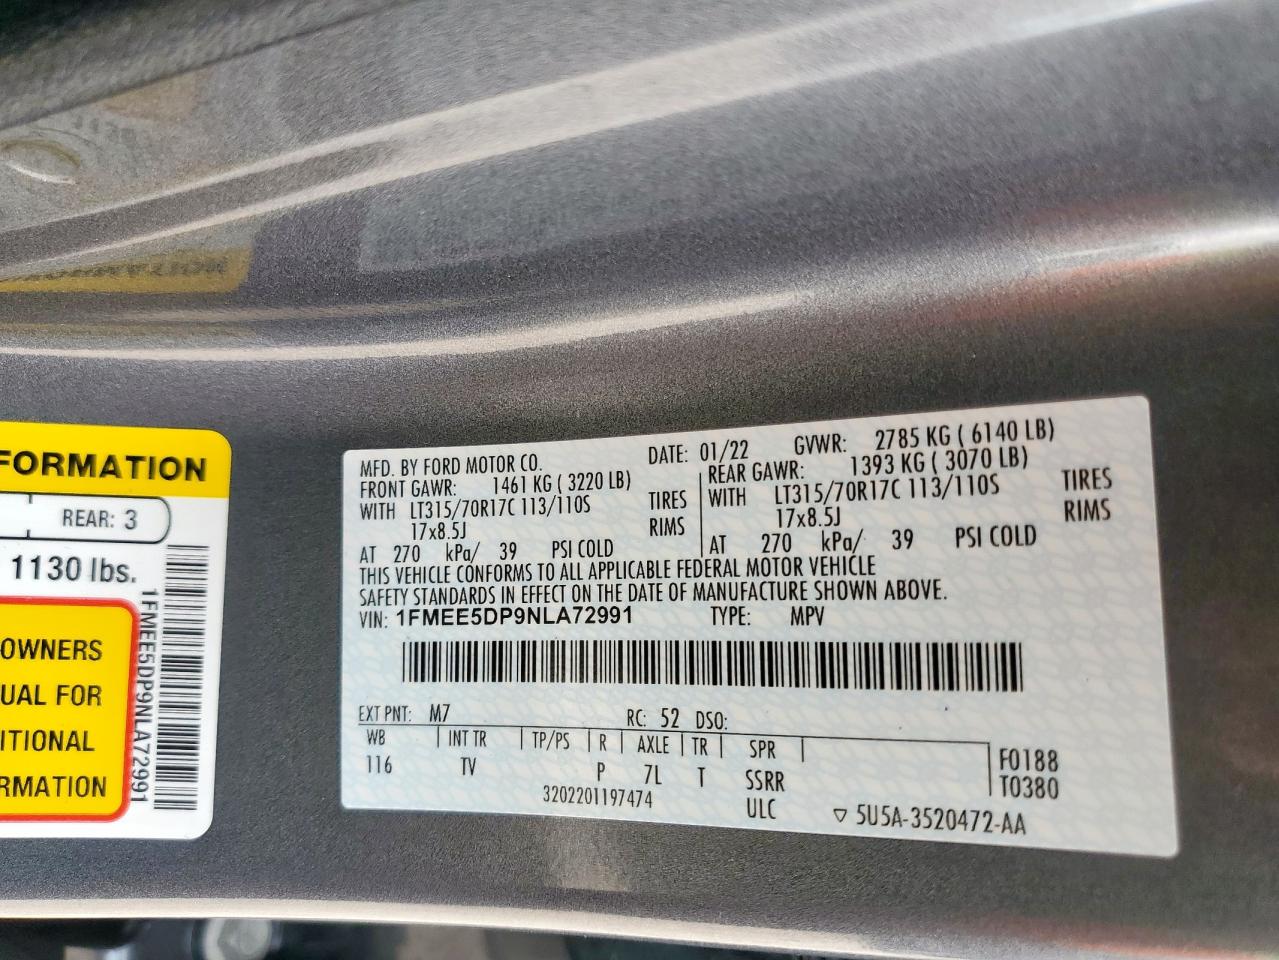 FORMATION
REAR: 3
1130 lbs.
OWNERS
UAL FOR
ITIONAL
RMATION
1FMEE5DP9NLA72991
MFD. BY FORD MOTOR CO. DATE: 01/22 GVWR: 2785 KG ( 6140 LB)
FRONT GAWR: 1461 KG ( 3220 LB) REAR GAWR: 1393 KG ( 3070 LB)
WITH LT315/70R17C 113/110S TIRES WITH LT315/70R17C 113/110S TIRES
17x8.5J RIMS 17x8.5J RIMS
AT 270 kPa/ 39 PSI COLD AT 270 kPa/ 39 PSI COLD
THIS VEHICLE CONFORMS TO ALL APPLICABLE FEDERAL MOTOR VEHICLE
SAFETY STANDARDS IN EFFECT ON THE DATE OF MANUFACTURE SHOWN ABOVE.
VIN: 1FMEE5DP9NLA72991 TYPE: MPV
EXT PNT: M7 RC: 52 DSO:
WB INT TR TP/PS R AXLE TR SPR F0188
116 TV P 7L T SSRR T0380
3202201197474 ULC ▽ 5U5A-3520472-AA